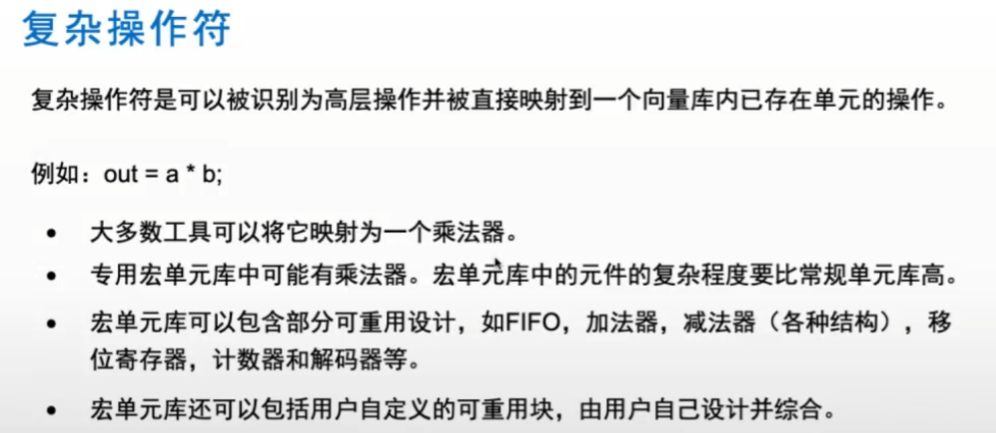 复杂操作符
复杂操作符是可以被识别为高层操作并被直接映射到一个向量库内已存在单元的操作。
例如：out = a * b;
• 大多数工具可以将它映射为一个乘法器。
• 专用宏单元库中可能有乘法器。宏单元库中的元件的复杂程度要比常规单元库高。
• 宏单元库可以包含部分可重用设计，如FIFO，加法器，减法器（各种结构），移
位寄存器，计数器和解码器等。
• 宏单元库还可以包括用户自定义的可重用块，由用户自己设计并综合。